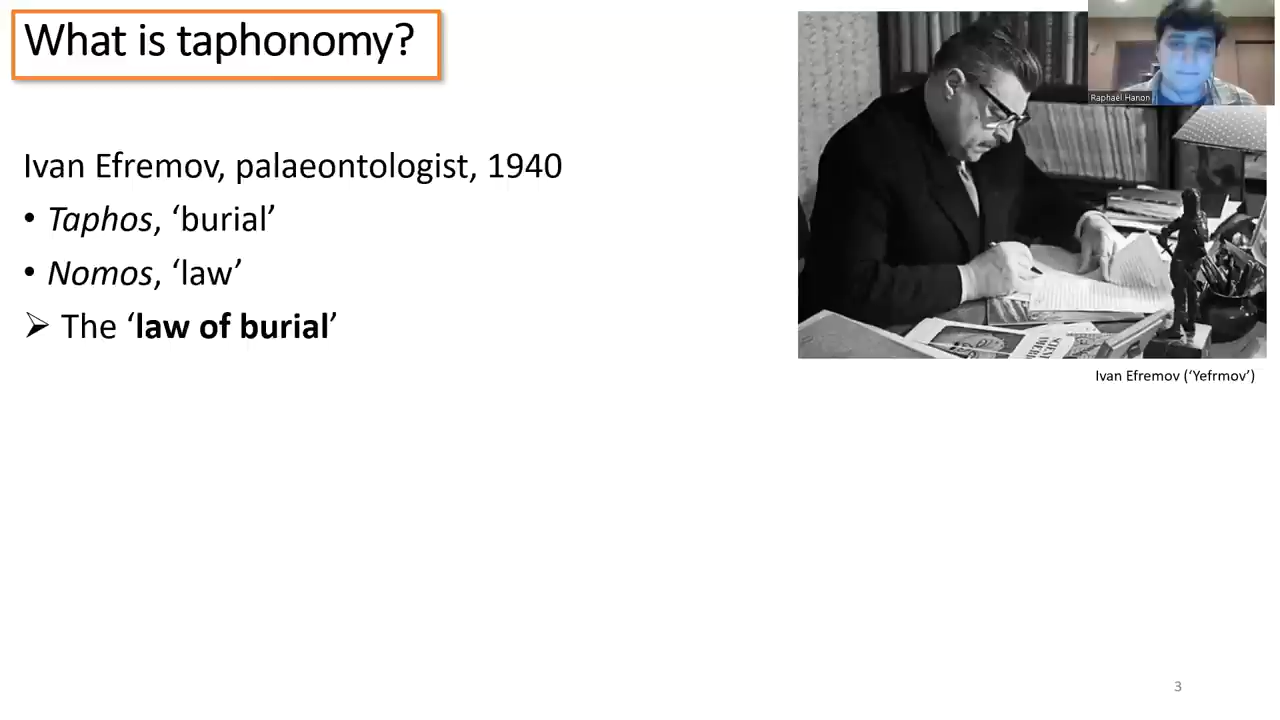 What is taphonomy?
Raphaël Hanon
Ivan Efremov, palaeontologist, 1940
• Taphos, ‘burial’
• Nomos, ‘law’
➢ The ‘law of burial’
Ivan Efremov (‘Yefrmov’)
3